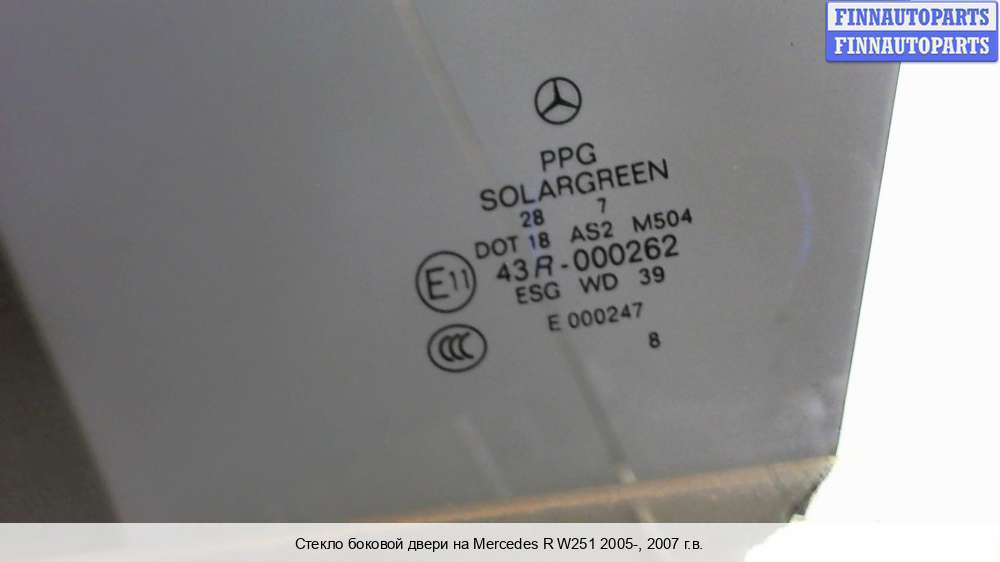 FINNAUTOPARTS
FINNAUTOPARTS
PPG
SOLARGREEN
28 7
DOT 18 AS2 M504
E11 43R-000262
ESG WD 39
E 000247
CCC
8
Стекло боковой двери на Mercedes R W251 2005-, 2007 г.в.